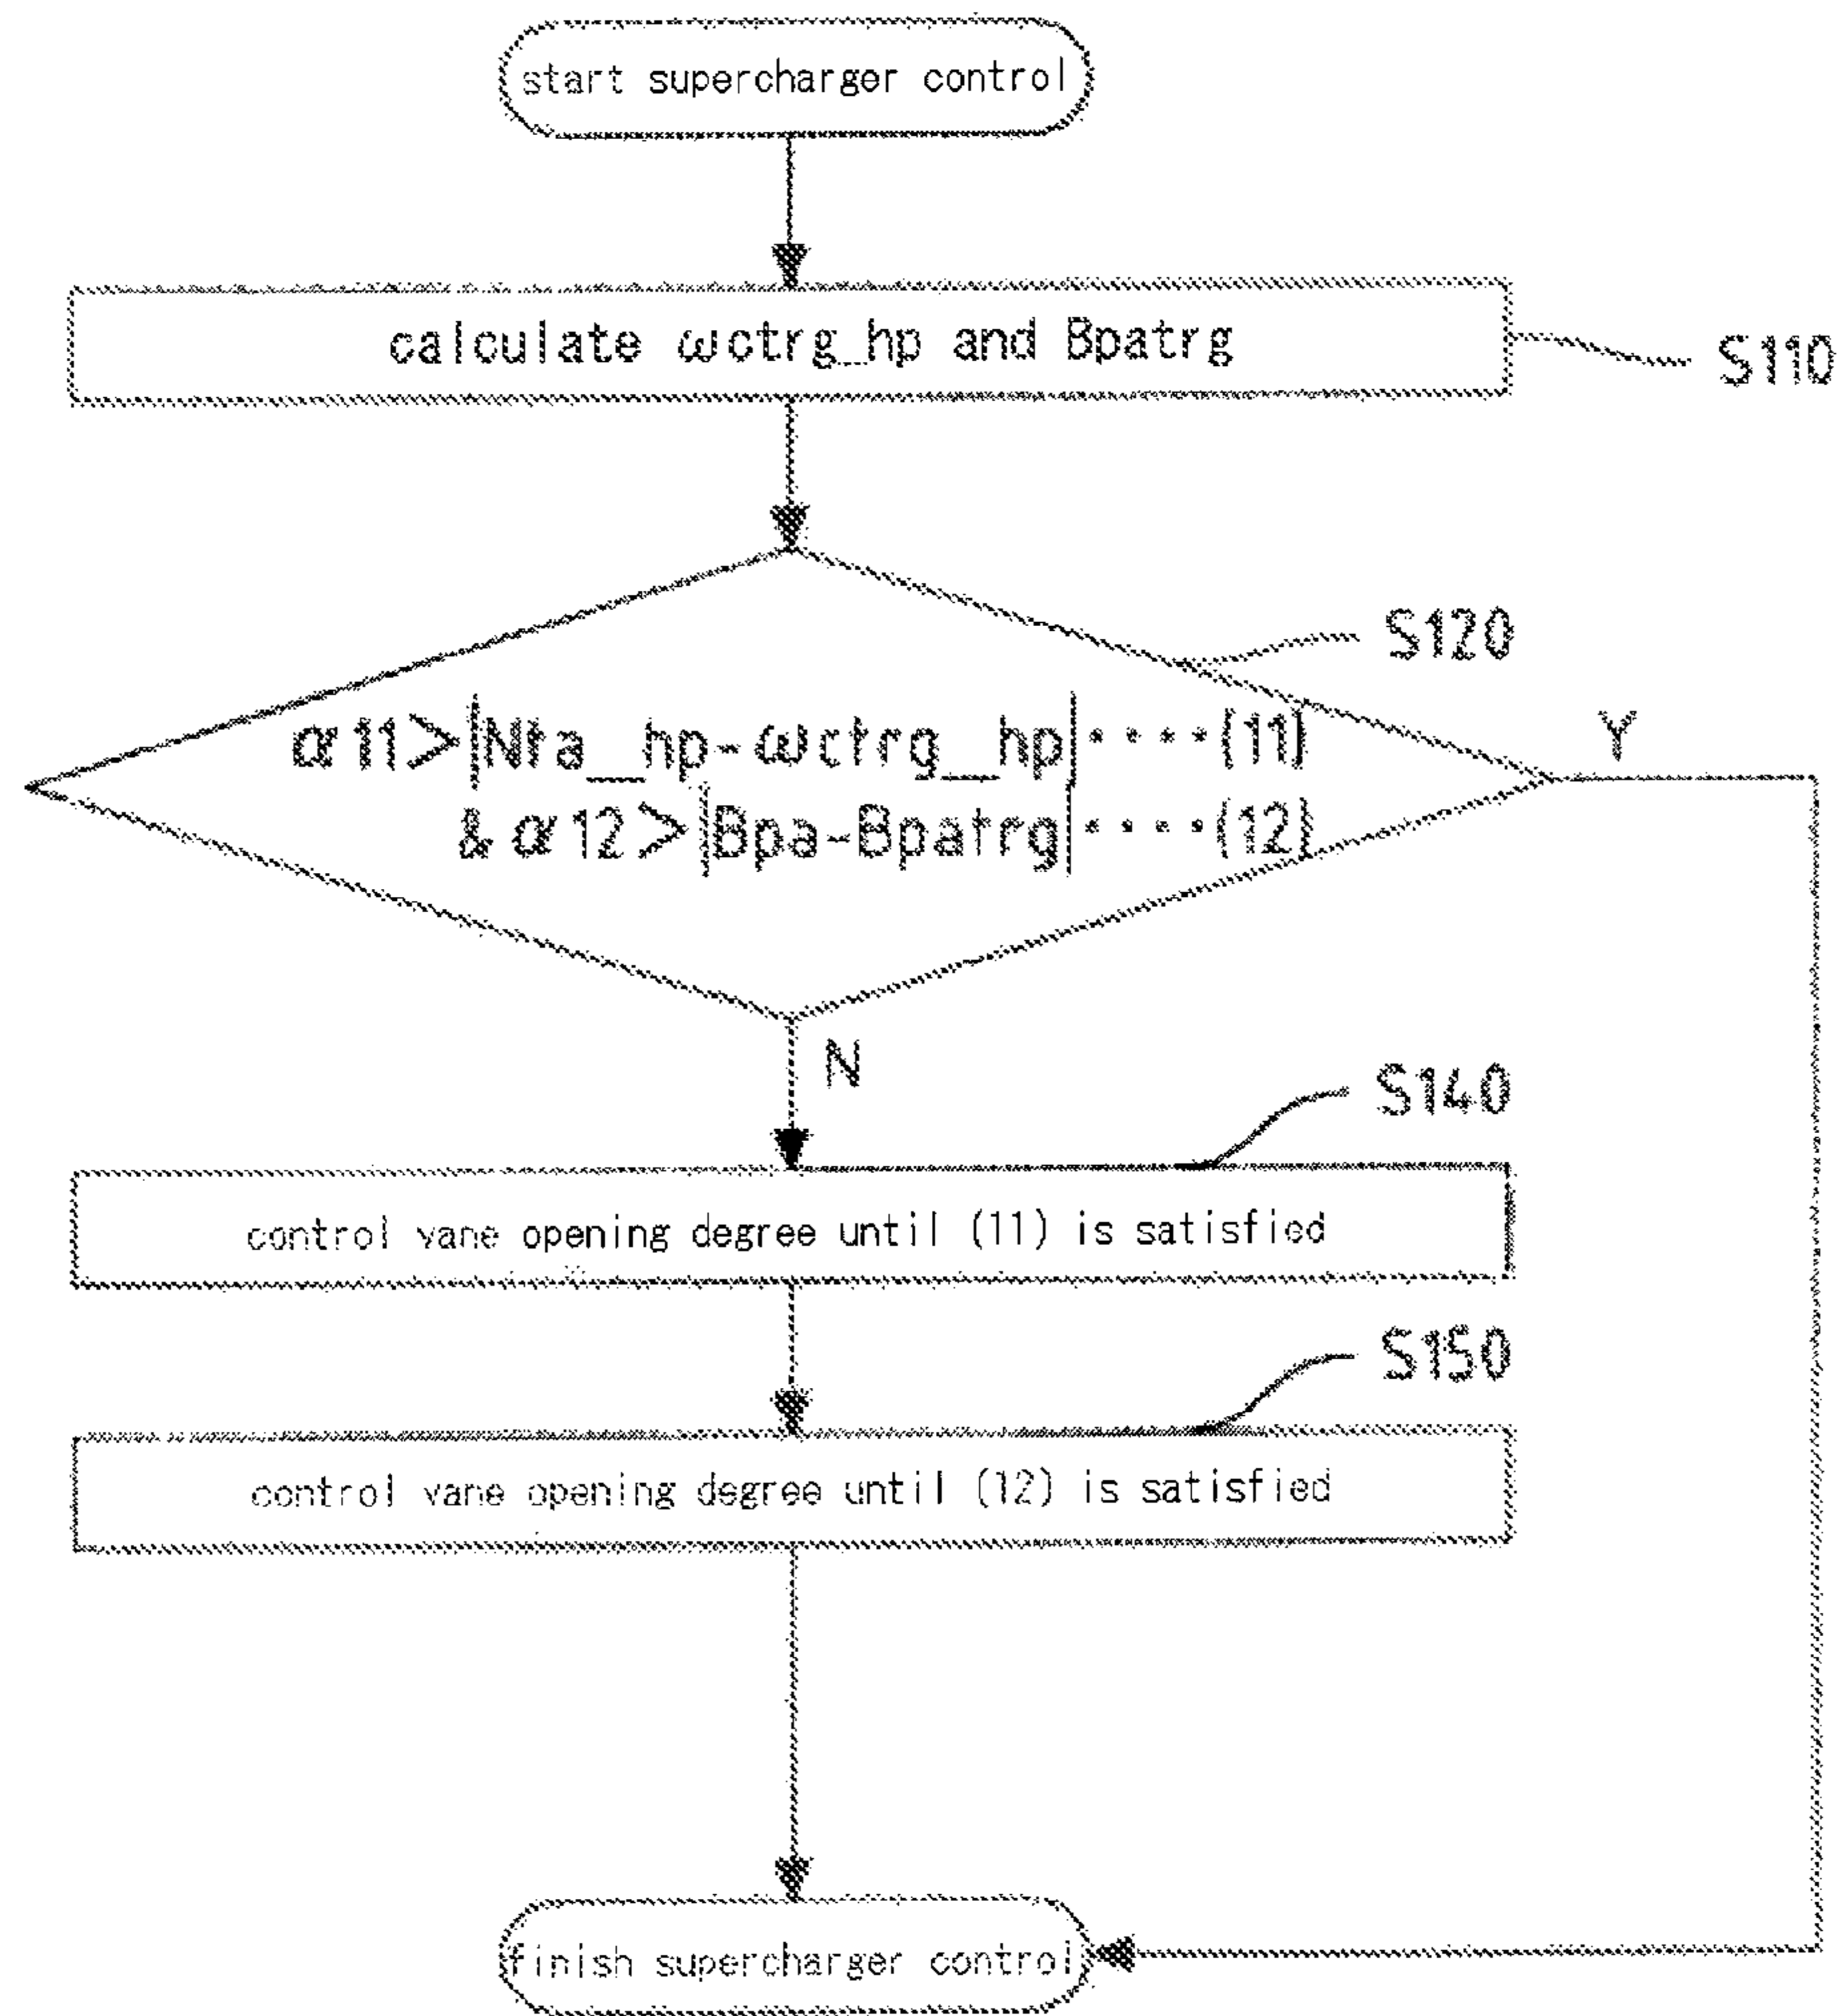 start supercharger control
calculate ωctrg_hp and Bpatrg
S110
S120
α11>|Nta_hp-ωctrg_hp|····(11)
& α12>|Bpa-Bpatrg|····(12)
Y
N
S140
control vane opening degree until (11) is satisfied
S150
control vane opening degree until (12) is satisfied
finish supercharger control